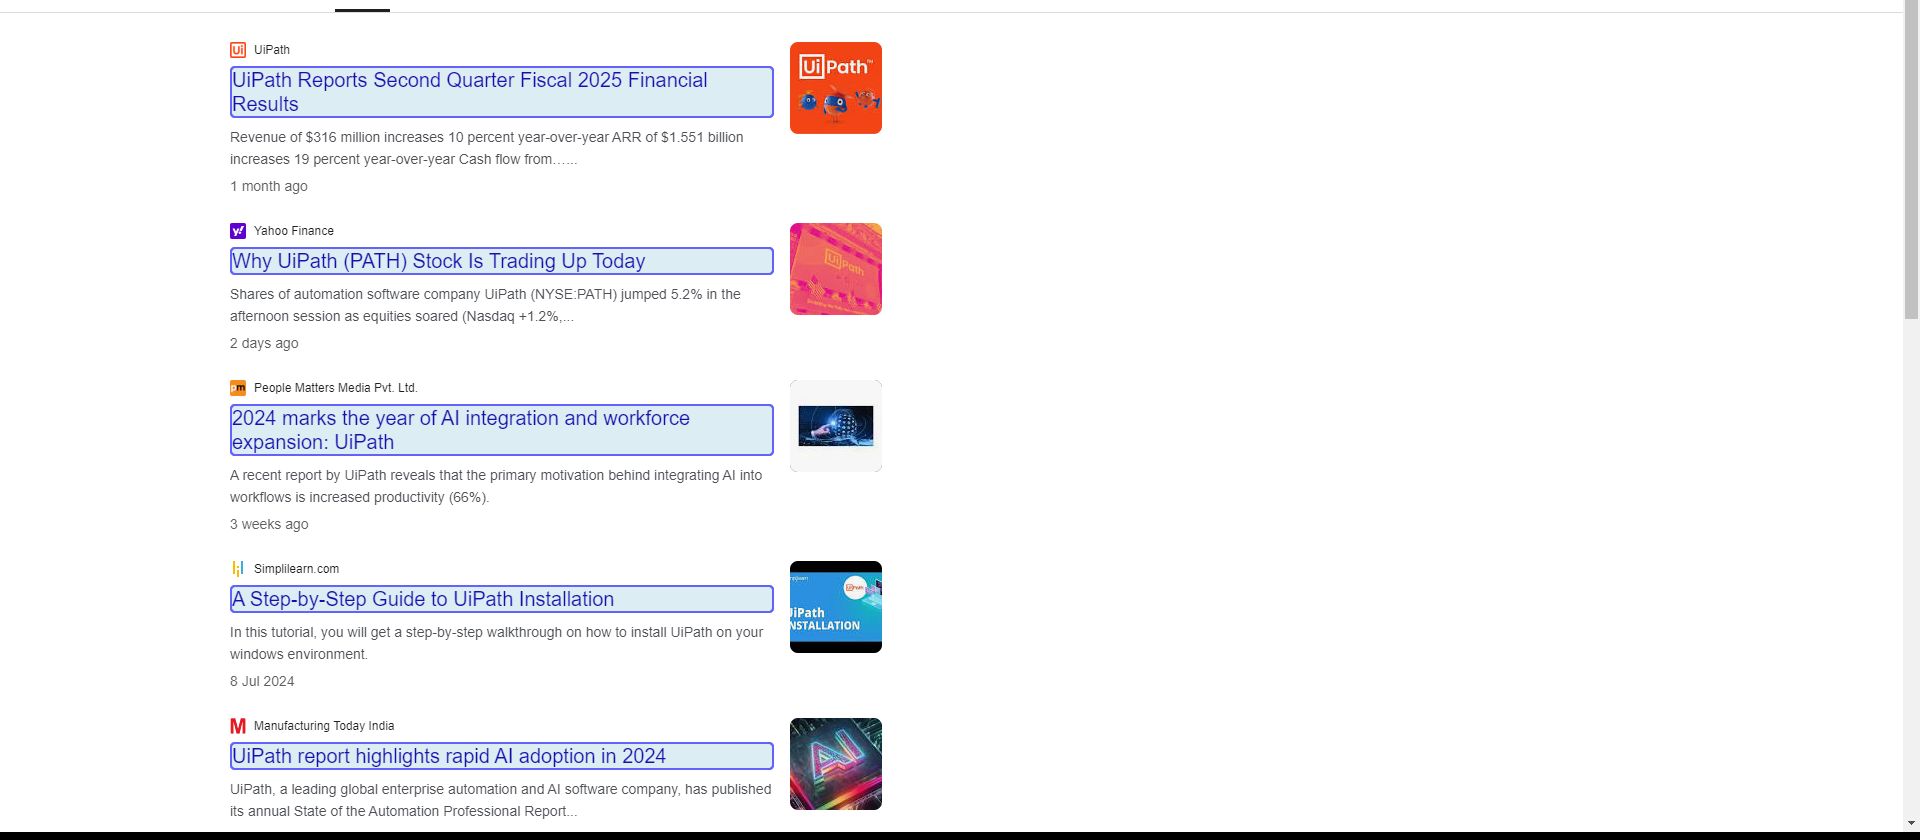 UiPath
UiPath Reports Second Quarter Fiscal 2025 Financial
Results
Revenue of $316 million increases 10 percent year-over-year ARR of $1.551 billion
increases 19 percent year-over-year Cash flow from……
1 month ago
UiPath™
Yahoo Finance
Why UiPath (PATH) Stock Is Trading Up Today
Shares of automation software company UiPath (NYSE:PATH) jumped 5.2% in the
afternoon session as equities soared (Nasdaq +1.2%,...
2 days ago
UiPath
People Matters Media Pvt. Ltd.
2024 marks the year of AI integration and workforce
expansion: UiPath
A recent report by UiPath reveals that the primary motivation behind integrating AI into
workflows is increased productivity (66%).
3 weeks ago
Simplilearn.com
A Step-by-Step Guide to UiPath Installation
In this tutorial, you will get a step-by-step walkthrough on how to install UiPath on your
windows environment.
8 Jul 2024
UiPath
INSTALLATION
Manufacturing Today India
UiPath report highlights rapid AI adoption in 2024
UiPath, a leading global enterprise automation and AI software company, has published
its annual State of the Automation Professional Report...
AI